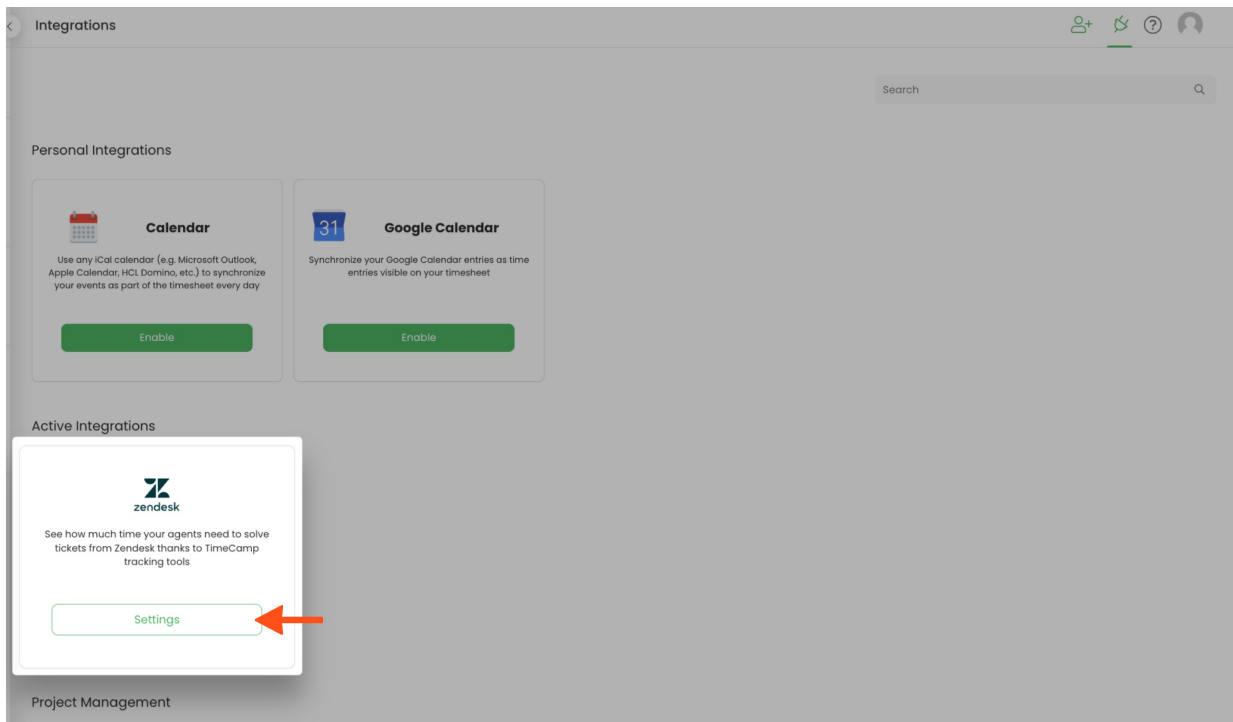 Integrations
Search
Personal Integrations
31
Calendar
Use any iCal calendar (e.g. Microsoft Outlook,
Apple Calendar, HCL Domino, etc.) to synchronize
your events as part of the timesheet every day
Enable
Google Calendar
Synchronize your Google Calendar entries as time
entries visible on your timesheet
Enable
Active Integrations
zendesk
See how much time your agents need to solve
tickets from Zendesk thanks to TimeCamp
tracking tools
Settings
Project Management